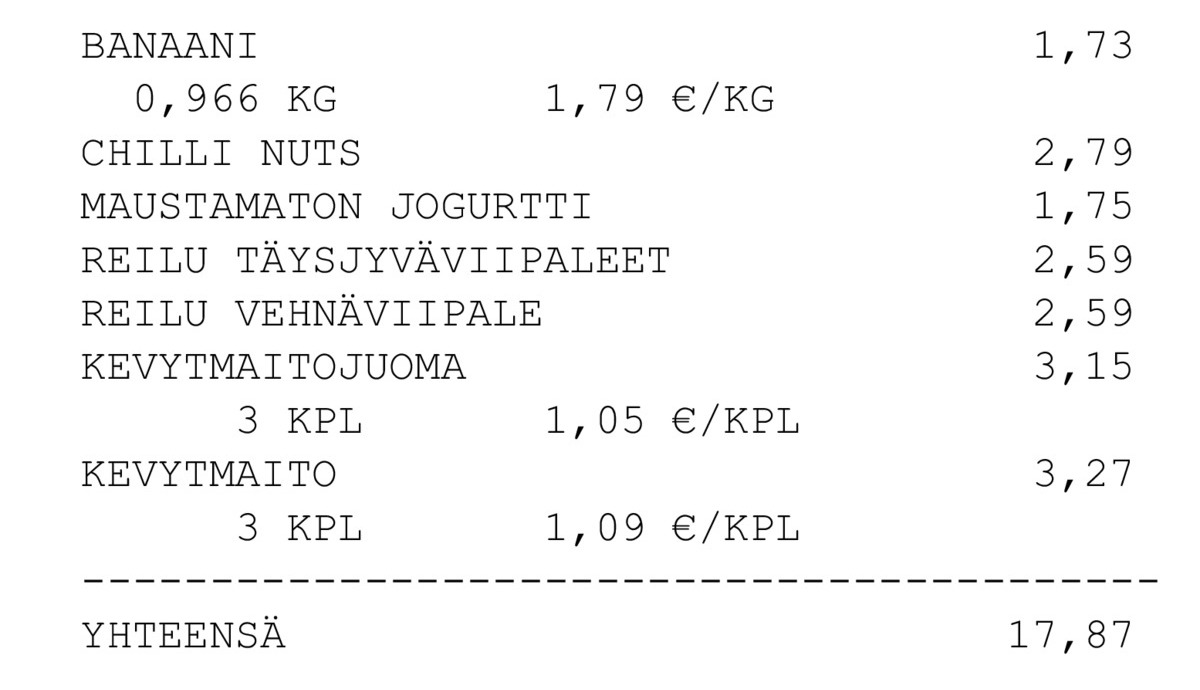 BANAANI 1,73
0,966 KG 1,79 €/KG
CHILLI NUTS 2,79
MAUSTAMATON JOGURTTI 1,75
REILU TÄYSJYVÄVIIPALEET 2,59
REILU VEHNÄVIIPALE 2,59
KEVYTMAITOJUOMA 3,15
3 KPL 1,05 €/KPL
KEVYTMAITO 3,27
3 KPL 1,09 €/KPL
------------------------------------------
YHTEENSÄ 17,87